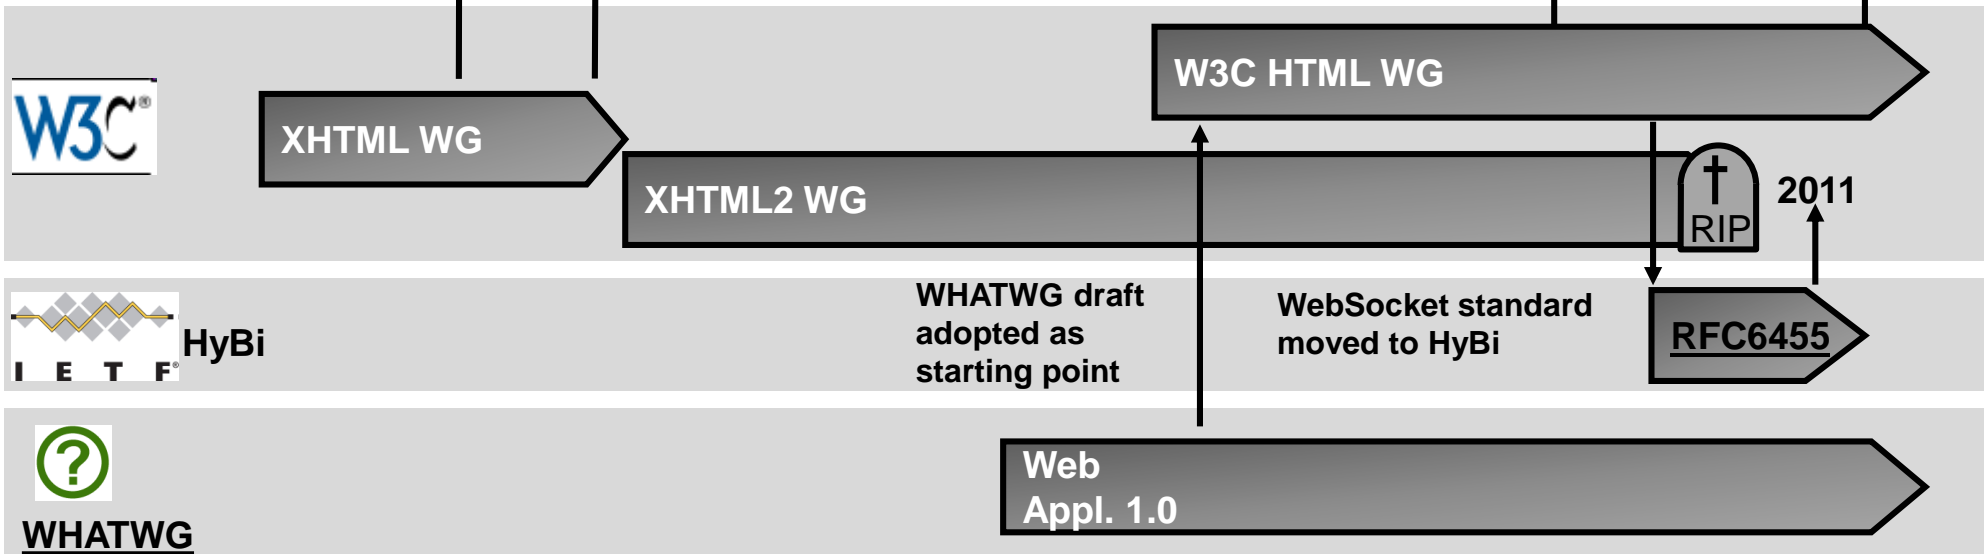 W3C HTML WG
W3C®
XHTML WG
XHTML2 WG
RIP
2011
WHATWG draft
adopted as
starting point
WebSocket standard
moved to HyBi
RFC6455
HyBi
I E T F®
Web
Appl. 1.0
?
WHATWG